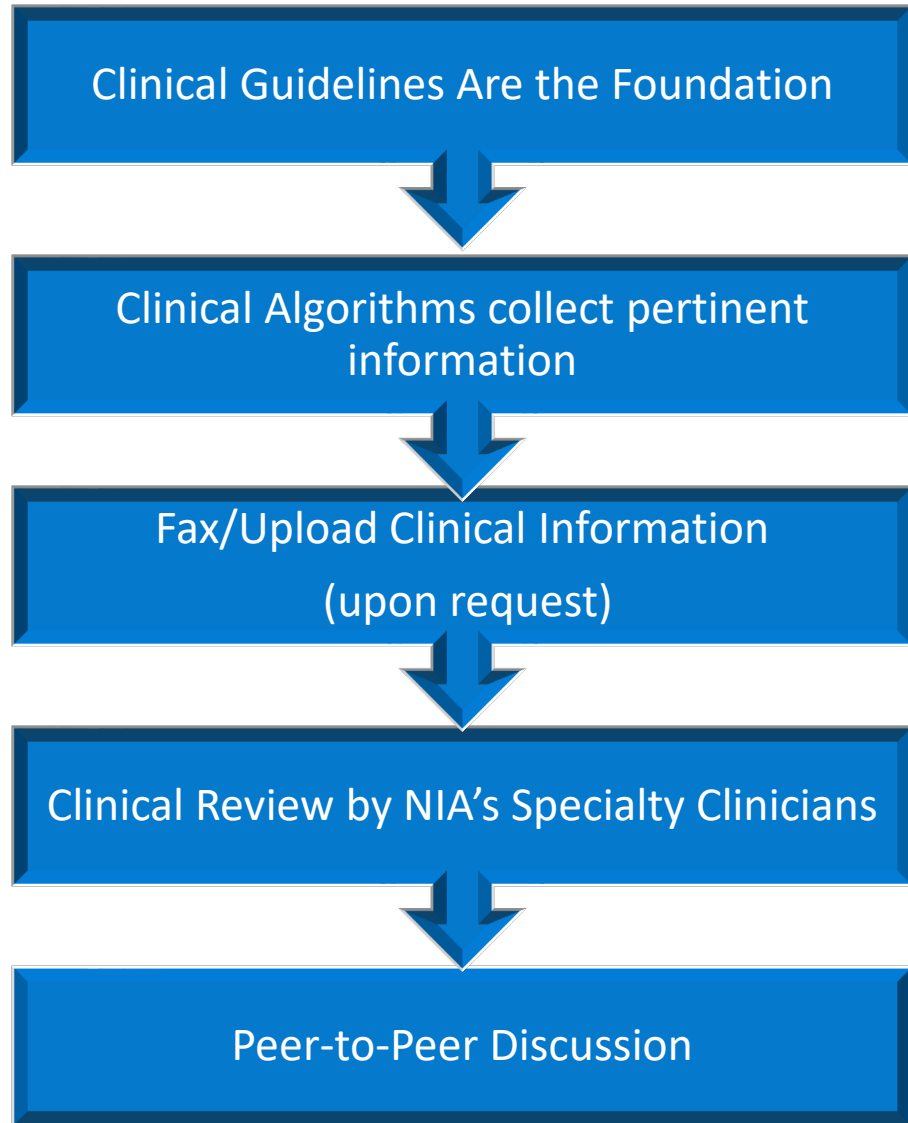 Clinical Guidelines Are the Foundation
Clinical Algorithms collect pertinent
information
Fax/Upload Clinical Information
(upon request)
Clinical Review by NIA’s Specialty Clinicians
Peer-to-Peer Discussion